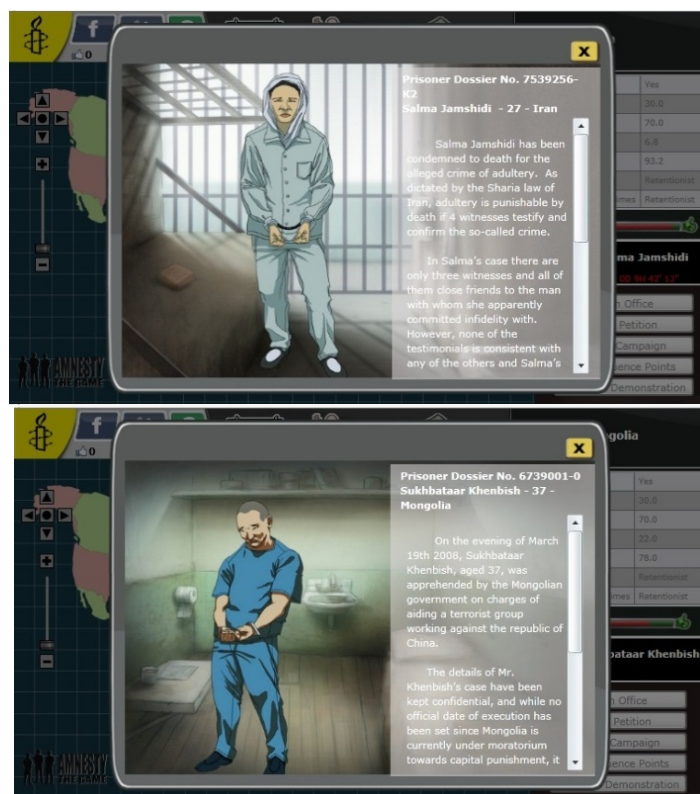 0
X
Prisoner Dossier No. 7539256-
K2
Salma Jamshidi - 27 - Iran
Salma Jamshidi has been
condemned to death for the
alleged crime of adultery. As
dictated by the Sharia law of
Iran, adultery is punishable by
death if 4 witnesses testify and
confirm the so-called crime.
In Salma's case there are
only three witnesses and all of
them close friends to the man
with whom she apparently
committed infidelity with.
However, none of the
testimonials is consistent with
any of the others and Salma's
Yes
30.0
70.0
6.8
93.2
Retentionist
imes Retentionist
ma Jamshidi
Office
Petition
Campaign
ence Points
Demonstration
AMNESTY
THE GAME
0
X
Prisoner Dossier No. 6739001-0
Sukhbataar Khenbish - 37 -
Mongolia
On the evening of March
19th 2008, Sukhbataar
Khenbish, aged 37, was
apprehended by the Mongolian
government on charges of
aiding a terrorist group
working against the republic of
China.
The details of Mr.
Khenbish's case have been
kept confidential, and while no
official date of execution has
been set since Mongolia is
currently under moratorium
towards capital punishment, it
ngolia
Yes
30.0
70.0
22.0
78.0
Retentionist
imes Retentionist
bataar Khenbish
Office
Petition
Campaign
ence Points
Demonstration
AMNESTY
THE GAME